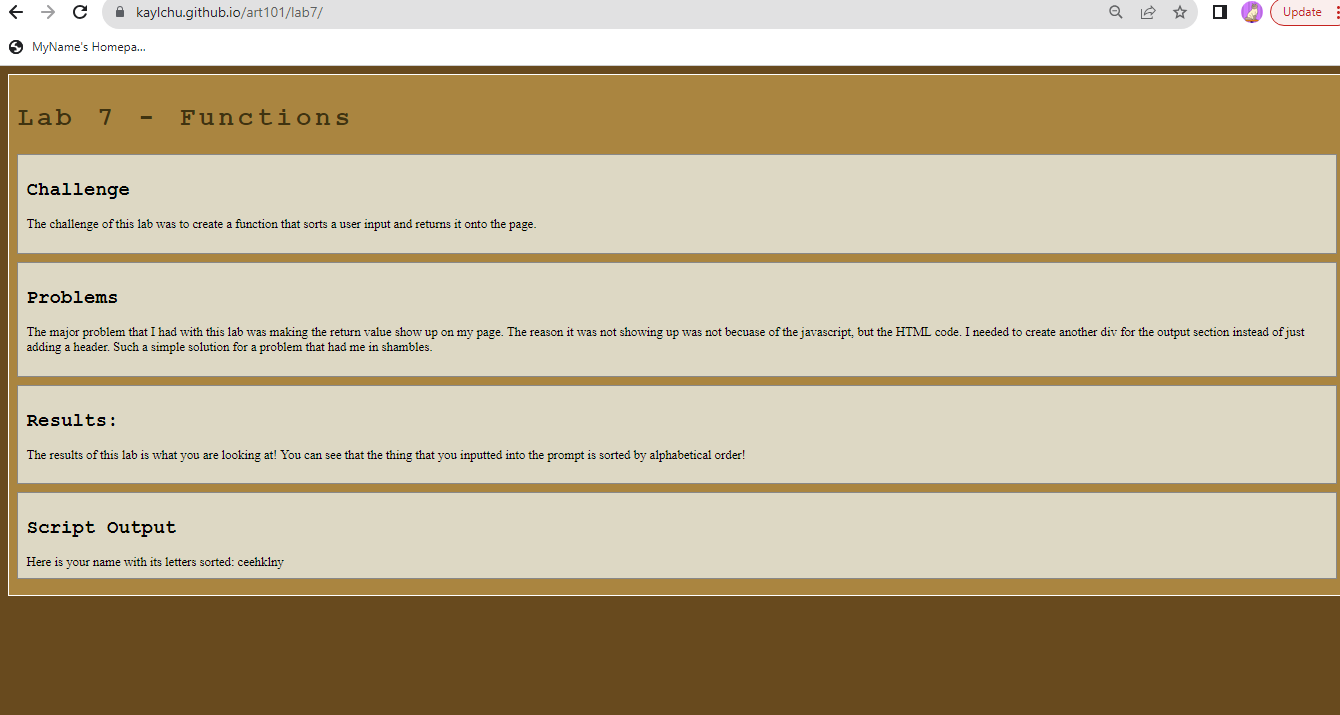 kaylchu.github.io/art101/lab7/
Update
MyName's Homepa...
Lab 7 - Functions
Challenge
The challenge of this lab was to create a function that sorts a user input and returns it onto the page.
Problems
The major problem that I had with this lab was making the return value show up on my page. The reason it was not showing up was not becuase of the javascript, but the HTML code. I needed to create another div for the output section instead of just
adding a header. Such a simple solution for a problem that had me in shambles.
Results:
The results of this lab is what you are looking at! You can see that the thing that you inputted into the prompt is sorted by alphabetical order!
Script Output
Here is your name with its letters sorted: ceehklny